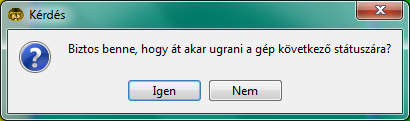 Kérdés
Biztos benne, hogy át akar ugrani a gép következő státuszára?
Igen
Nem